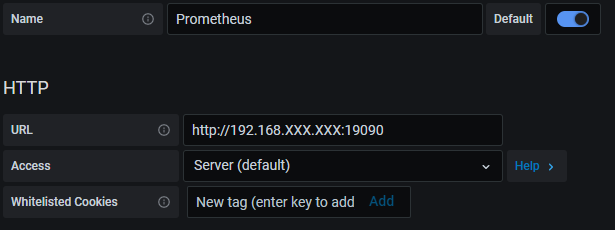 Name Prometheus Default
HTTP
URL http://192.168.XXX.XXX:19090
Access Server (default) Help >
Whitelisted Cookies New tag (enter key to add Add